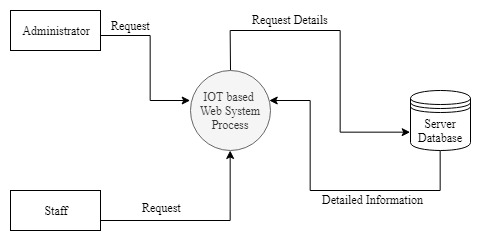 Request Details
Administrator
Request
IOT based
Web System
Process
Server
Database
Detailed Information
Staff
Request